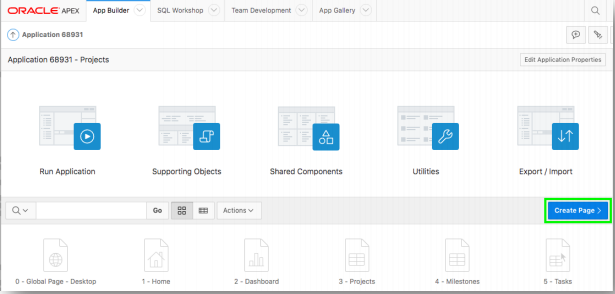 ORACLE APEX App Builder SQL Workshop Team Development App Gallery
Application 68931
Application 68931 - Projects Edit Application Properties
Run Application Supporting Objects Shared Components Utilities Export / Import
Go Actions Create Page >
0 - Global Page - Desktop 1 - Home 2 - Dashboard 3 - Projects 4 - Milestones 5 - Tasks